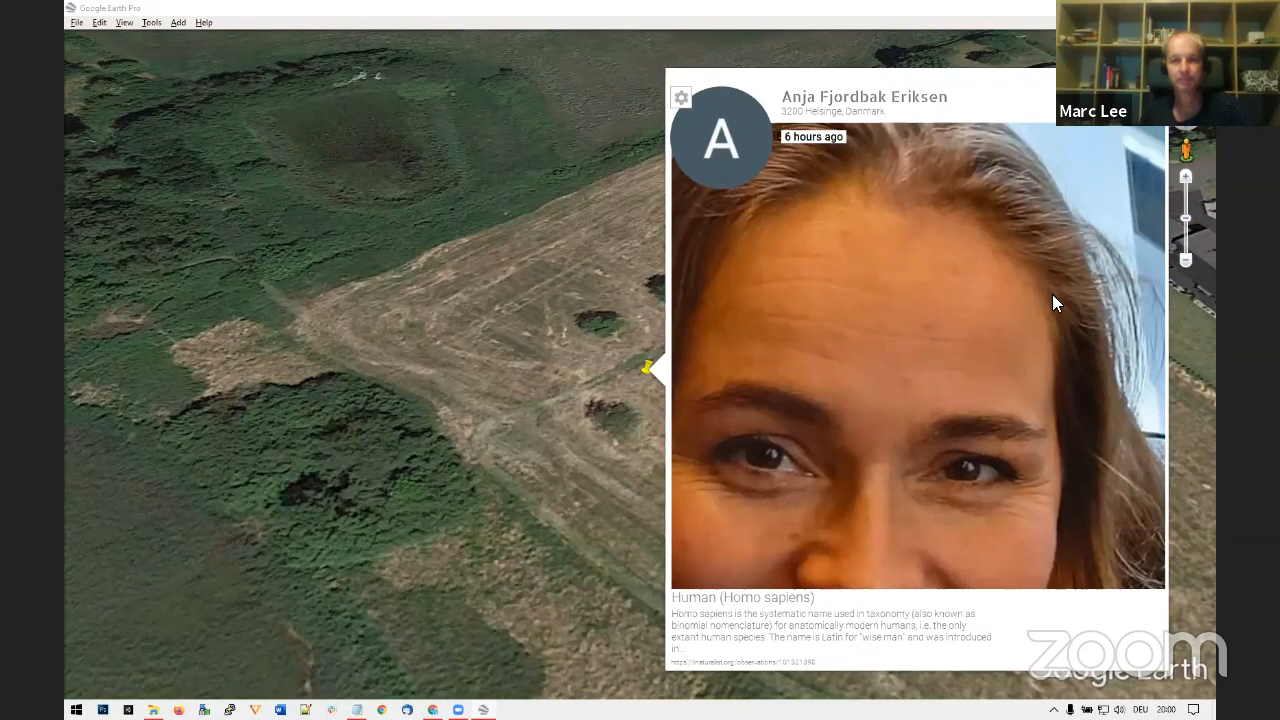 Google Earth Pro
File Edit View Tools Add Help
Marc Lee
A
Anja Fjordbak Eriksen
3200 Helsinge, Danmark
6 hours ago
Human (Homo sapiens)
Homo sapiens is the systematic name used in taxonomy (also known as
binomial nomenclature) for anatomically modern humans, i.e. the only
extant human species. The name is Latin for "wise man" and was introduced
in...
zoom
Google Earth
DEU 20:00